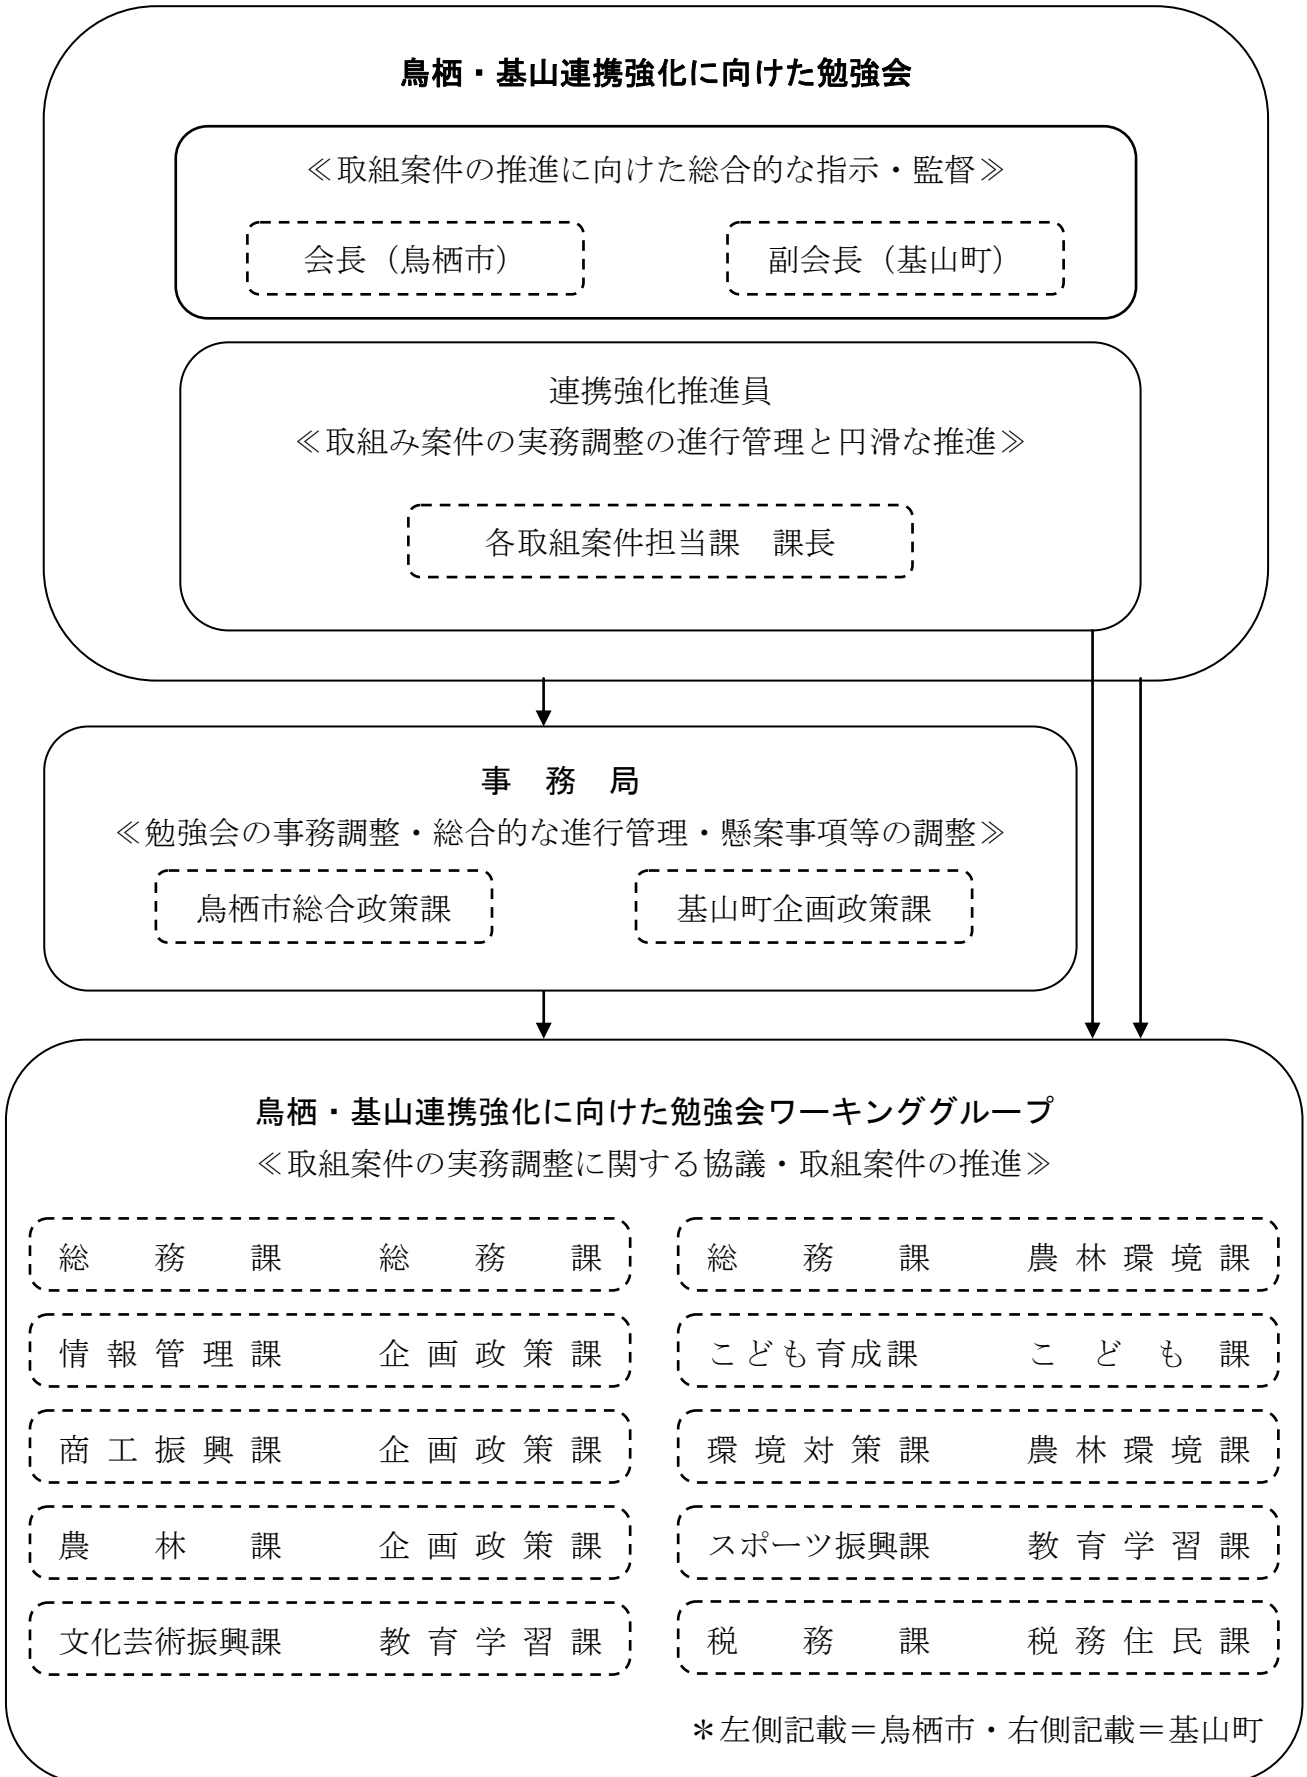 鳥栖・基山連携強化に向けた勉強会
≪取組案件の推進に向けた総合的な指示・監督≫
会長（鳥栖市）
副会長（基山町）
連携強化推進員
≪取組み案件の実務調整の進行管理と円滑な推進≫
各取組案件担当課　課長
事　務　局
≪勉強会の事務調整・総合的な進行管理・懸案事項等の調整≫
鳥栖市総合政策課
基山町企画政策課
鳥栖・基山連携強化に向けた勉強会ワーキンググループ
≪取組案件の実務調整に関する協議・取組案件の推進≫
総務課　総務課
総務課　農林環境課
情報管理課　企画政策課
こども育成課　こども課
商工振興課　企画政策課
環境対策課　農林環境課
農林課　企画政策課
スポーツ振興課　教育学習課
文化芸術振興課　教育学習課
税務課　税務住民課
＊左側記載＝鳥栖市・右側記載＝基山町